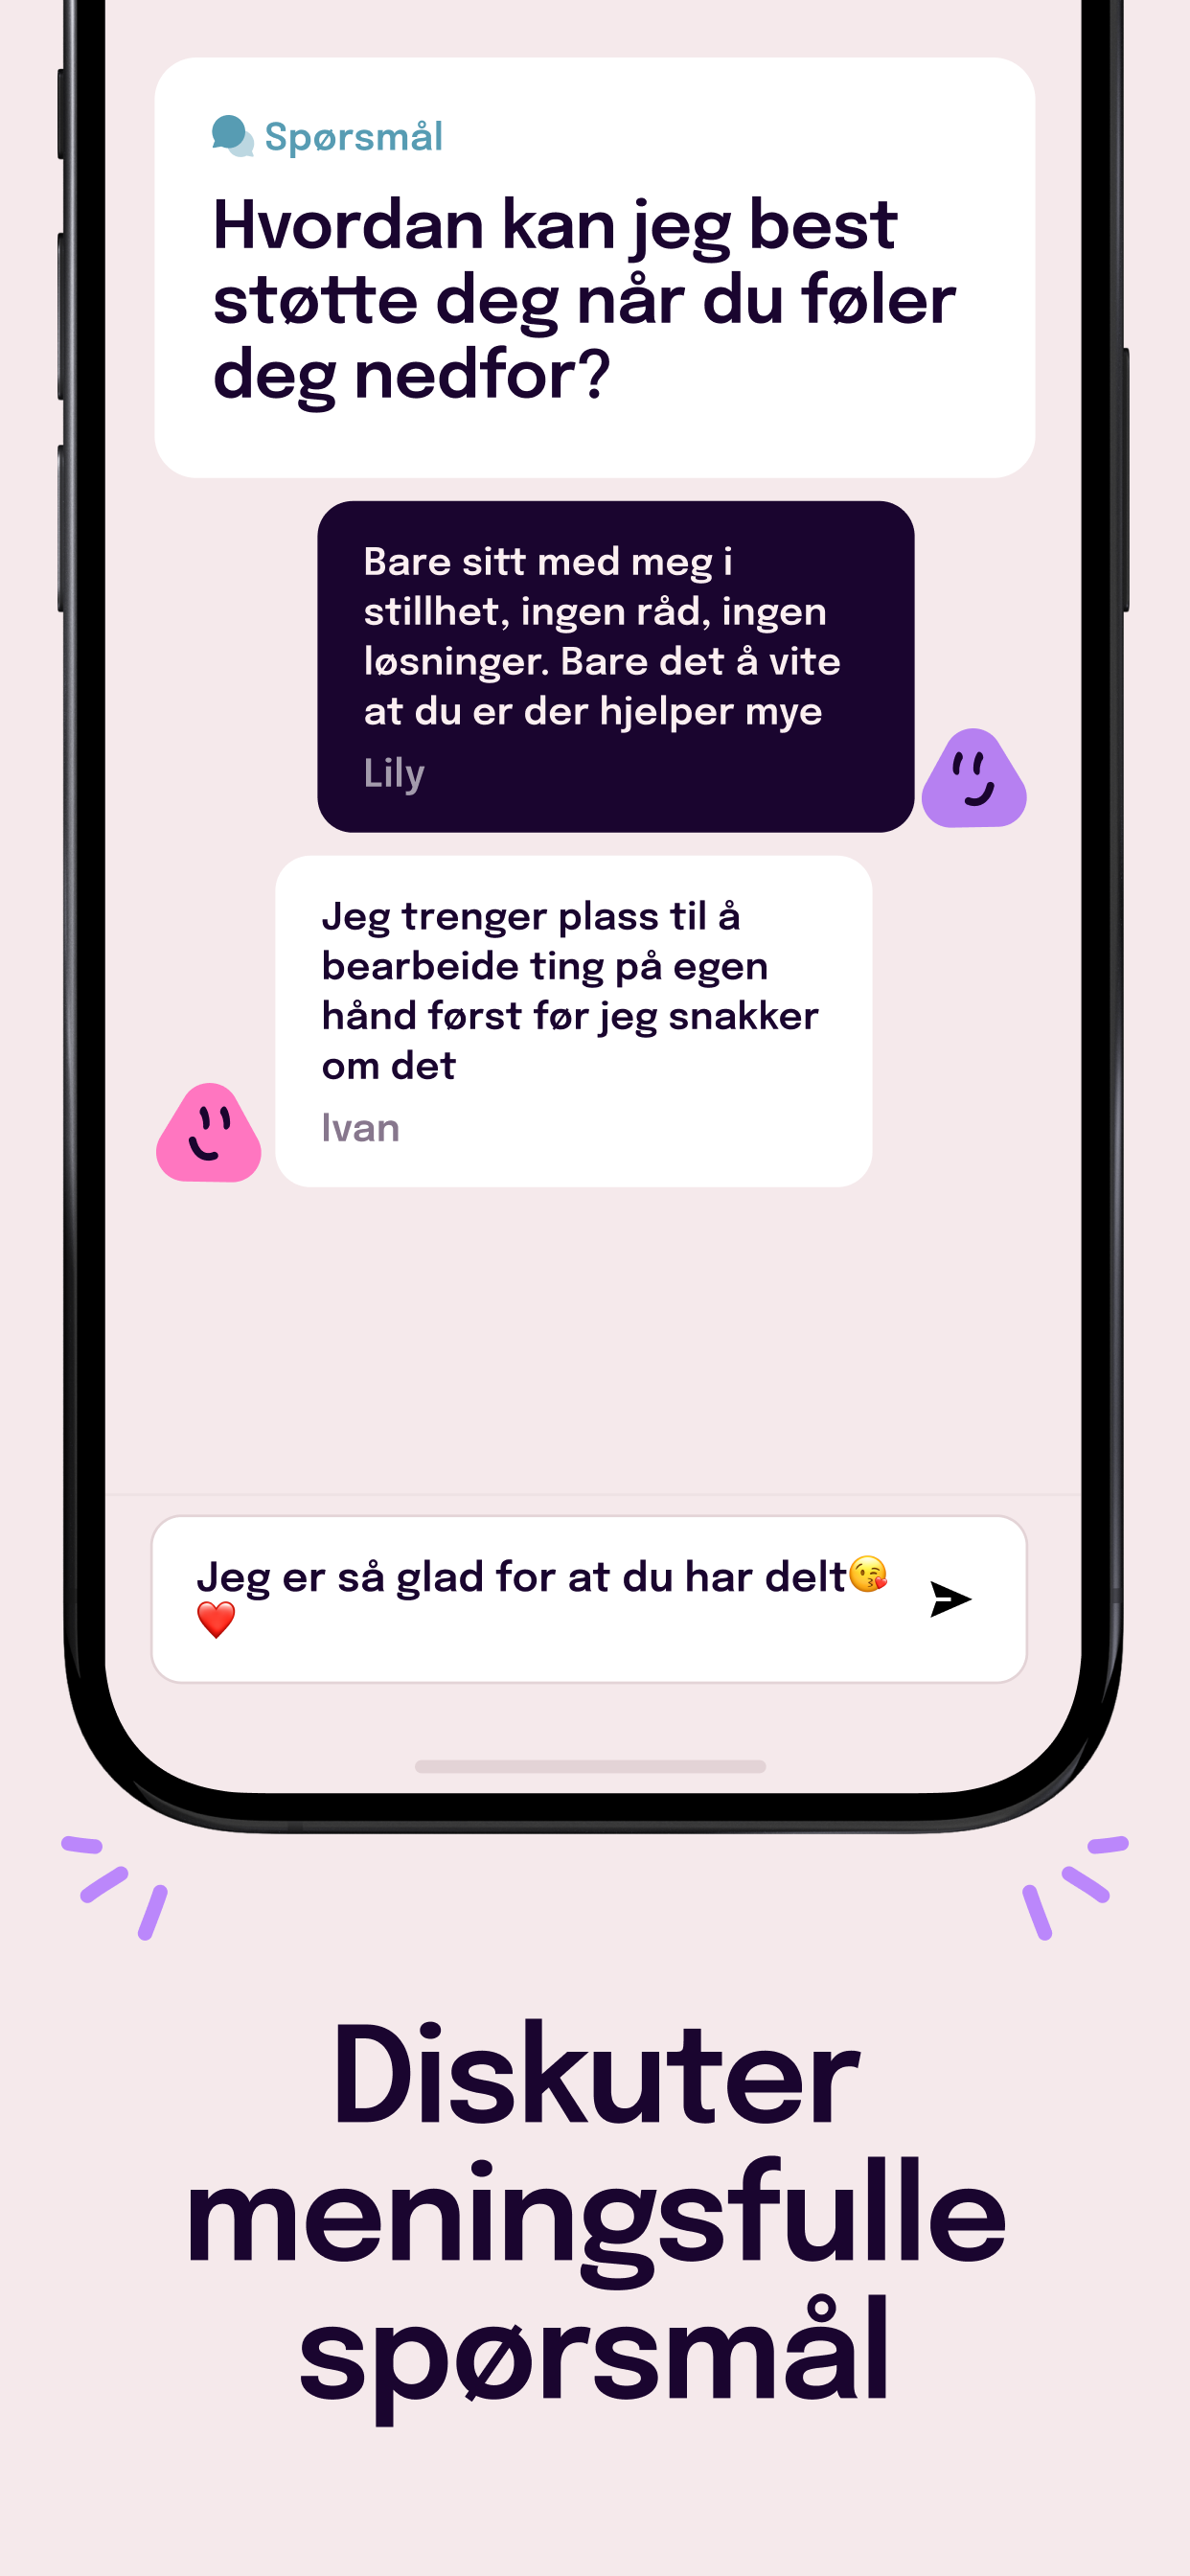 Spørsmål
Hvordan kan jeg best
støtte deg når du føler
deg nedfor?
Bare sitt med meg i
stillhet, ingen råd, ingen
løsninger. Bare det å vite
at du er der hjelper mye
Lily
Jeg trenger plass til å
bearbeide ting på egen
hånd først før jeg snakker
om det
Ivan
Jeg er så glad for at du har delt😘
❤️
Diskuter
meningsfulle
spørsmål